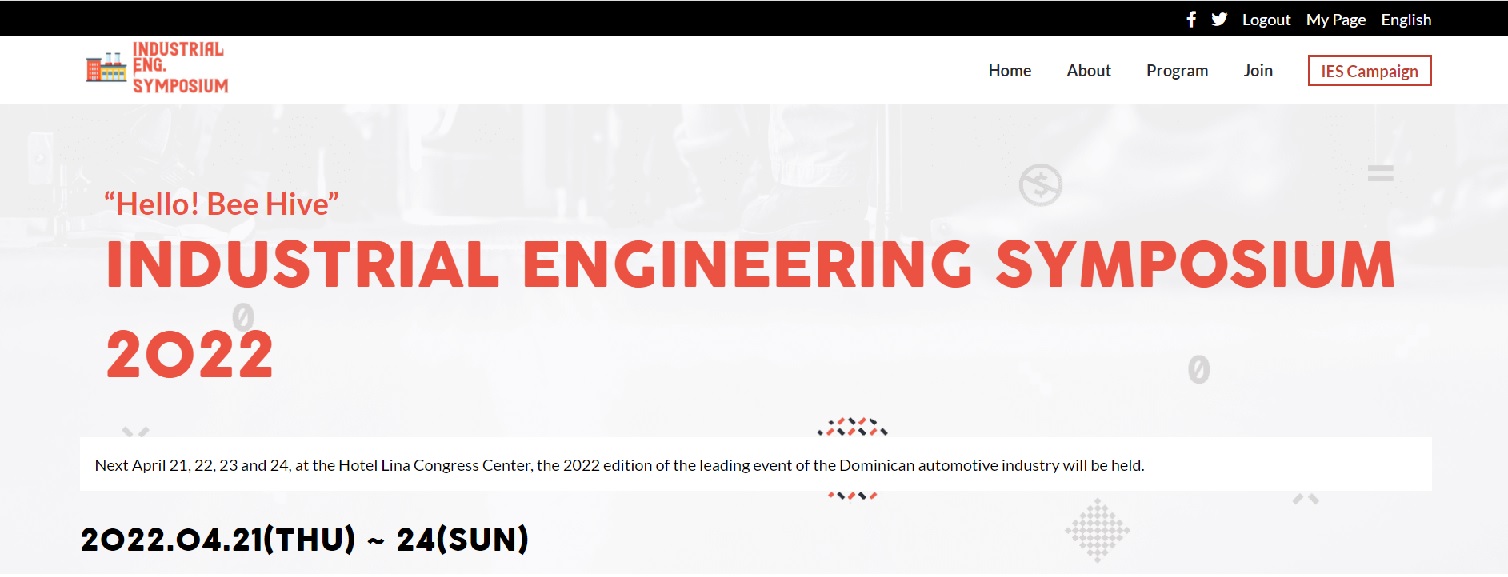 Logout My Page English
INDUSTRIAL
ENG.
SYMPOSIUM
Home About Program Join IES Campaign
“Hello! Bee Hive”
INDUSTRIAL ENGINEERING SYMPOSIUM
2022
Next April 21, 22, 23 and 24, at the Hotel Lina Congress Center, the 2022 edition of the leading event of the Dominican automotive industry will be held.
2022.04.21(THU) ~ 24(SUN)